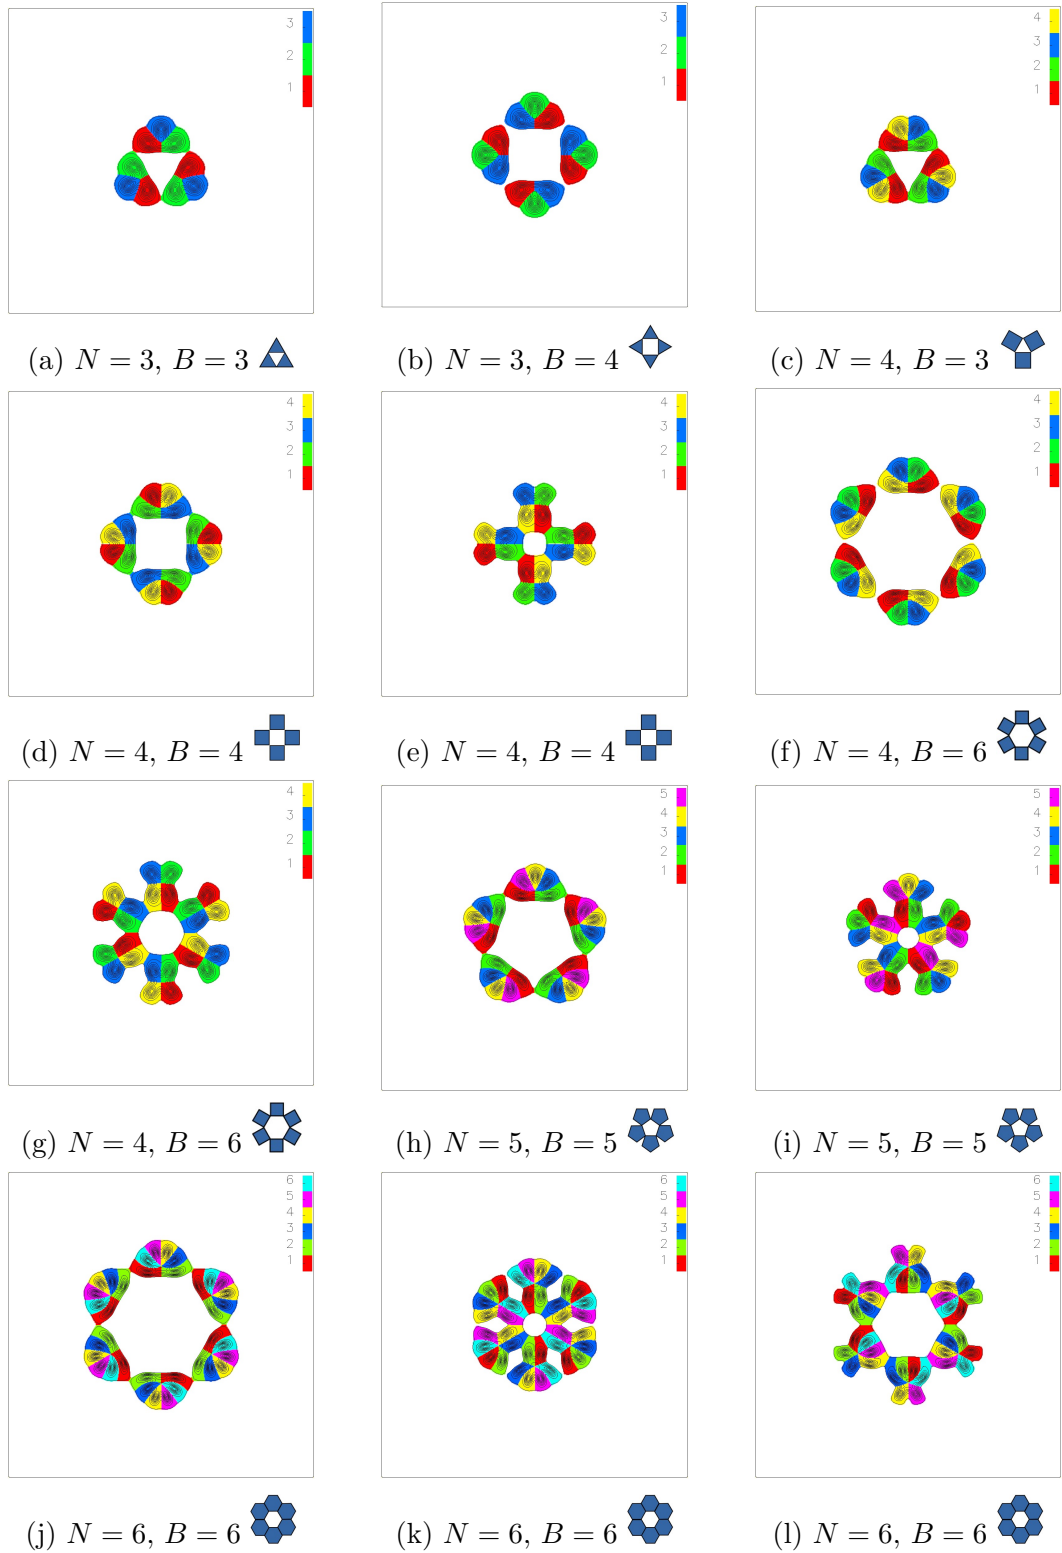 3 3 4
2 2 3
1 1 2
1
(a) N = 3, B = 3 (b) N = 3, B = 4 (c) N = 4, B = 3
4 4 4
3 3 3
2 2 2
1 1 1
(d) N = 4, B = 4 (e) N = 4, B = 4 (f) N = 4, B = 6
4 5 5
3 4 4
2 3 3
1 2 2
1 1
(g) N = 4, B = 6 (h) N = 5, B = 5 (i) N = 5, B = 5
6 6 6
5 5 5
4 4 4
3 3 3
2 2 2
1 1 1
(j) N = 6, B = 6 (k) N = 6, B = 6 (l) N = 6, B = 6